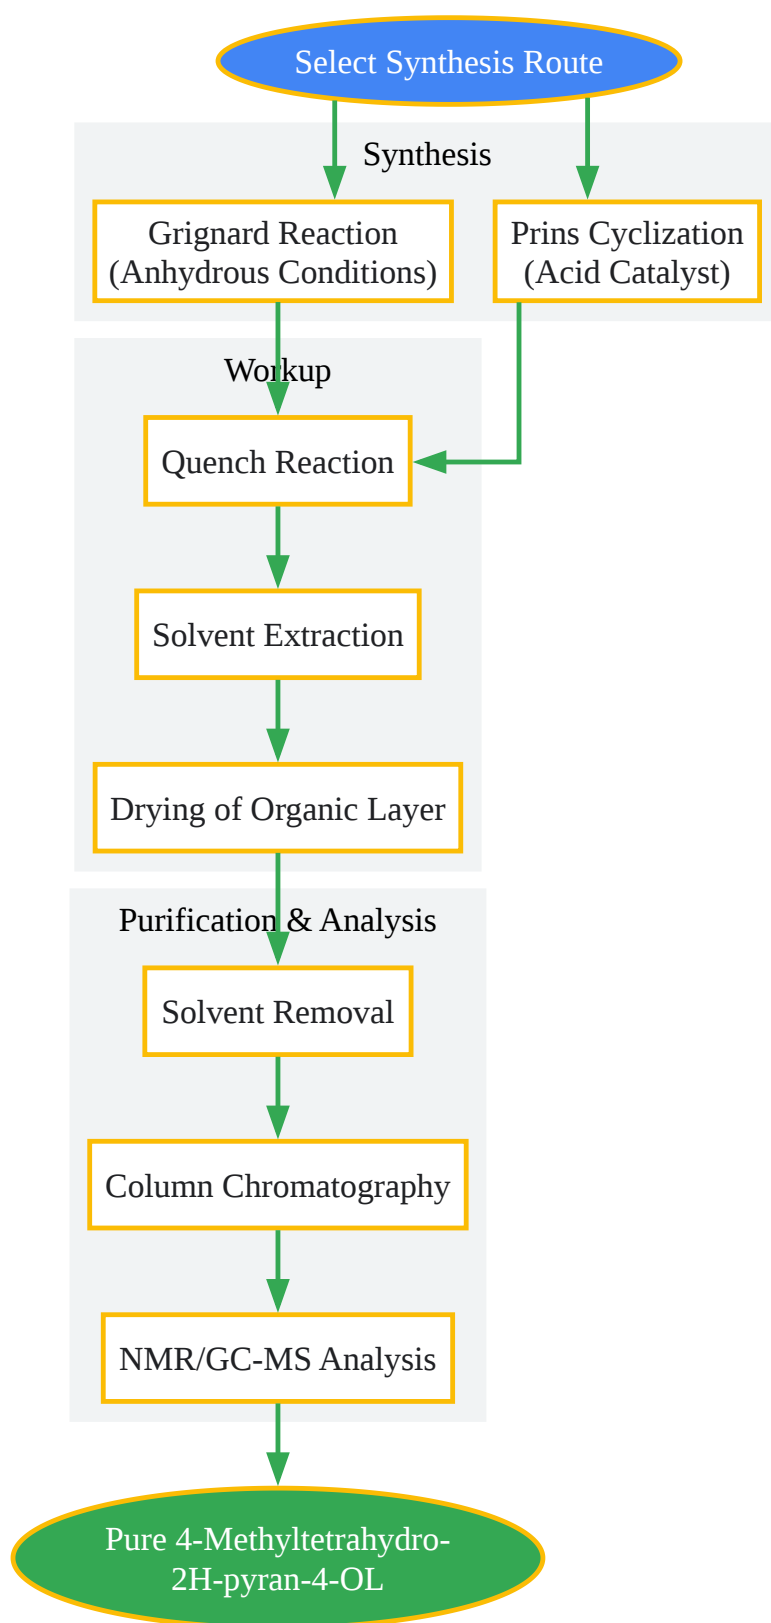 Select Synthesis Route
Synthesis
Grignard Reaction
(Anhydrous Conditions)
Prins Cyclization
(Acid Catalyst)
Workup
Quench Reaction
Solvent Extraction
Drying of Organic Layer
Purification & Analysis
Solvent Removal
Column Chromatography
NMR/GC-MS Analysis
Pure 4-Methyltetrahydro-
2H-pyran-4-OL